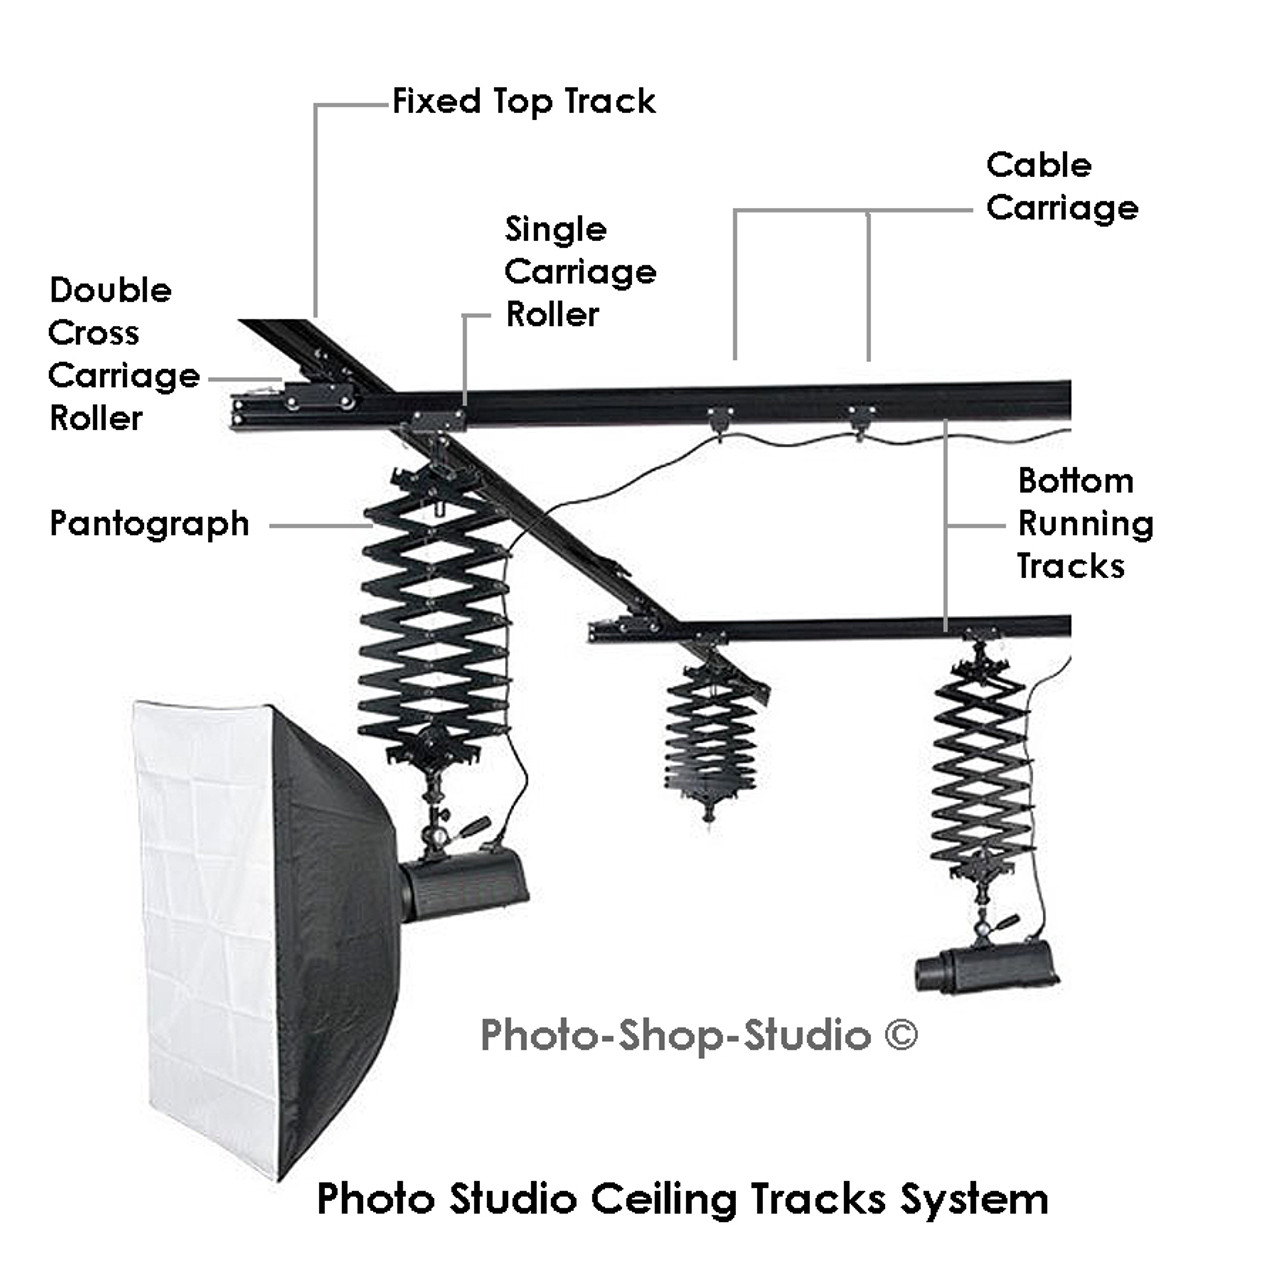 Fixed Top Track
Cable
Carriage
Single
Carriage
Roller
Double
Cross
Carriage
Roller
Bottom
Running
Tracks
Pantograph
Photo-Shop-Studio ©
Photo Studio Ceiling Tracks System